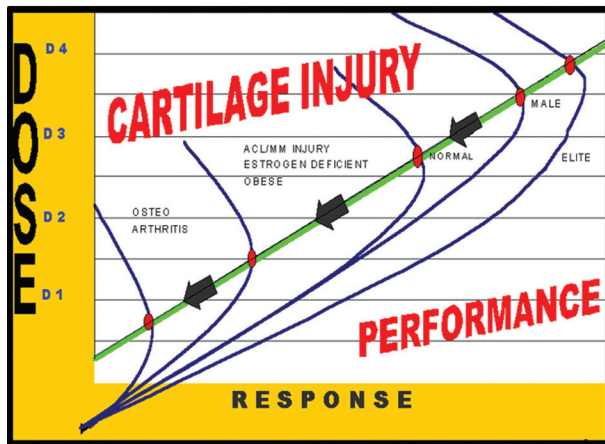 DOSE
D 4
D 3
D 2
D 1
CARTILAGE INJURY
MALE
ACL/MM INJURY
ESTROGEN DEFICIENT
OBESE
NORMAL
ELITE
OSTEO
ARTHRITIS
PERFORMANCE
RESPONSE